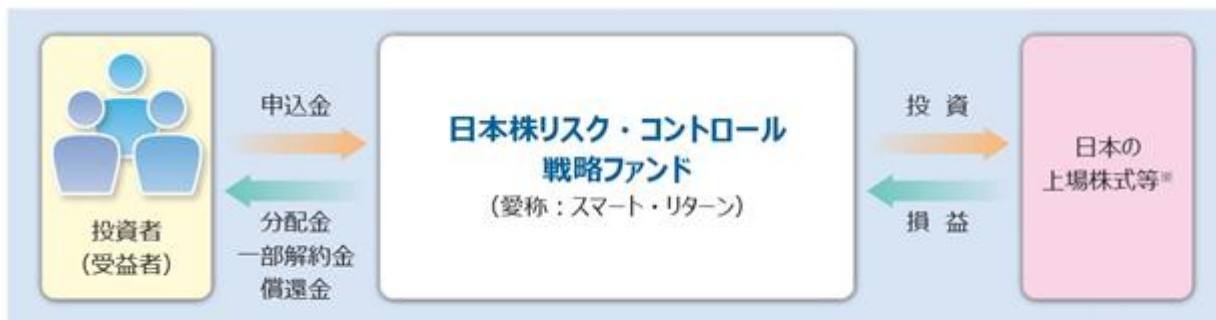 申込金
分配金
一部解約金
償還金
投資者
(受益者)
日本株リスク・コントロール
戦略ファンド
(愛称：スマート・リターン)
投 資
損 益
日本の
上場株式等※